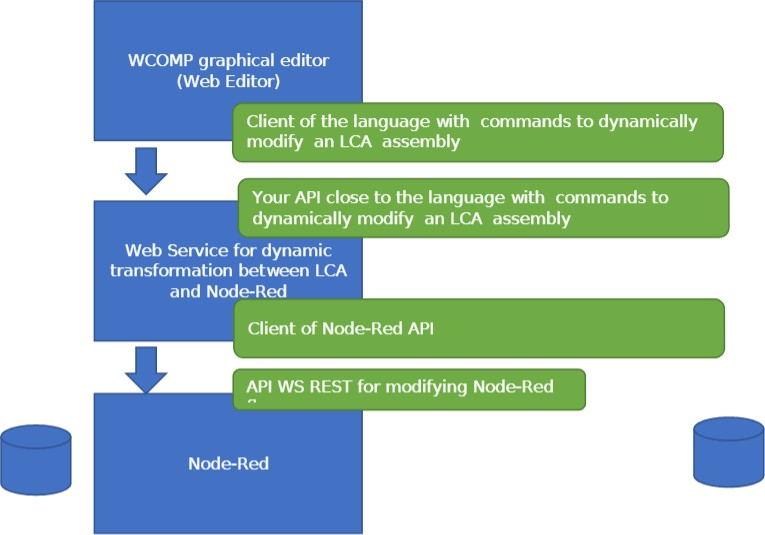 WCOMP graphical editor
(Web Editor)
Client of the language with commands to dynamically
modify an LCA assembly
Your API close to the language with commands to
dynamically modify an LCA assembly
Web Service for dynamic
transformation between LCA
and Node-Red
Client of Node-Red API
API WS REST for modifying Node-Red
Node-Red